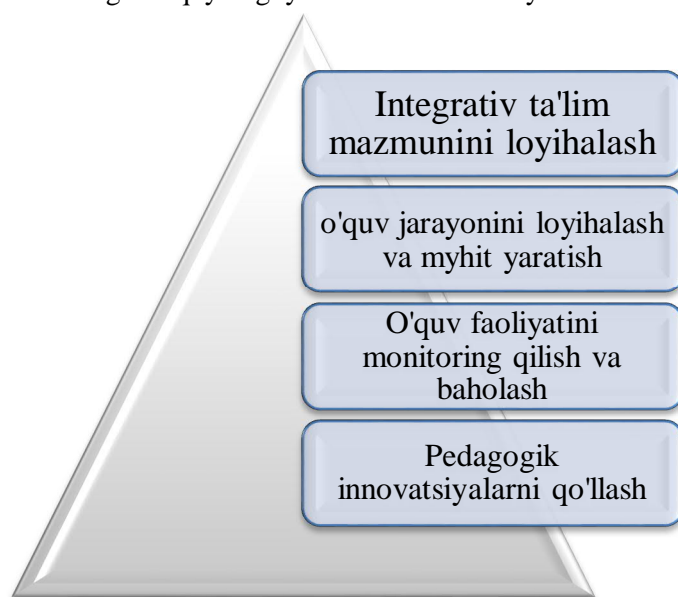 Integrativ ta'lim
mazmunini loyihalash
o'quv jarayonini loyihalash
va myhit yaratish
O'quv faoliyatini
monitoring qilish va
baholash
Pedagogik
innovatsiyalarni qo'llash